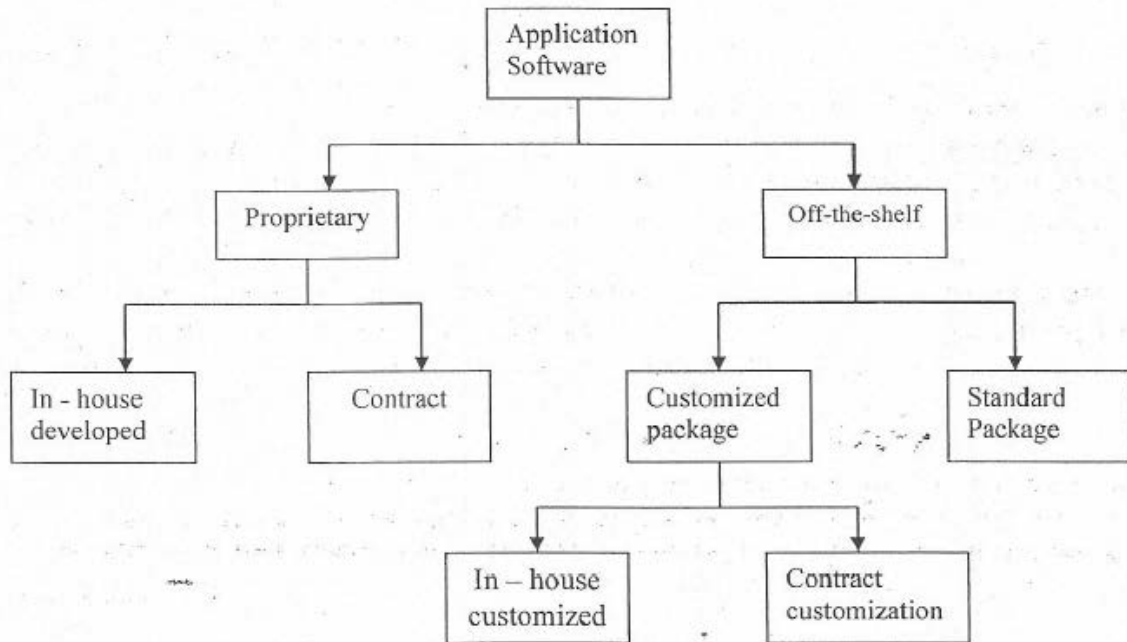 Application
Software
Proprietary
Off-the-shelf
In - house
developed
Contract
Customized
package
Standard
Package
In – house
customized
Contract
customization